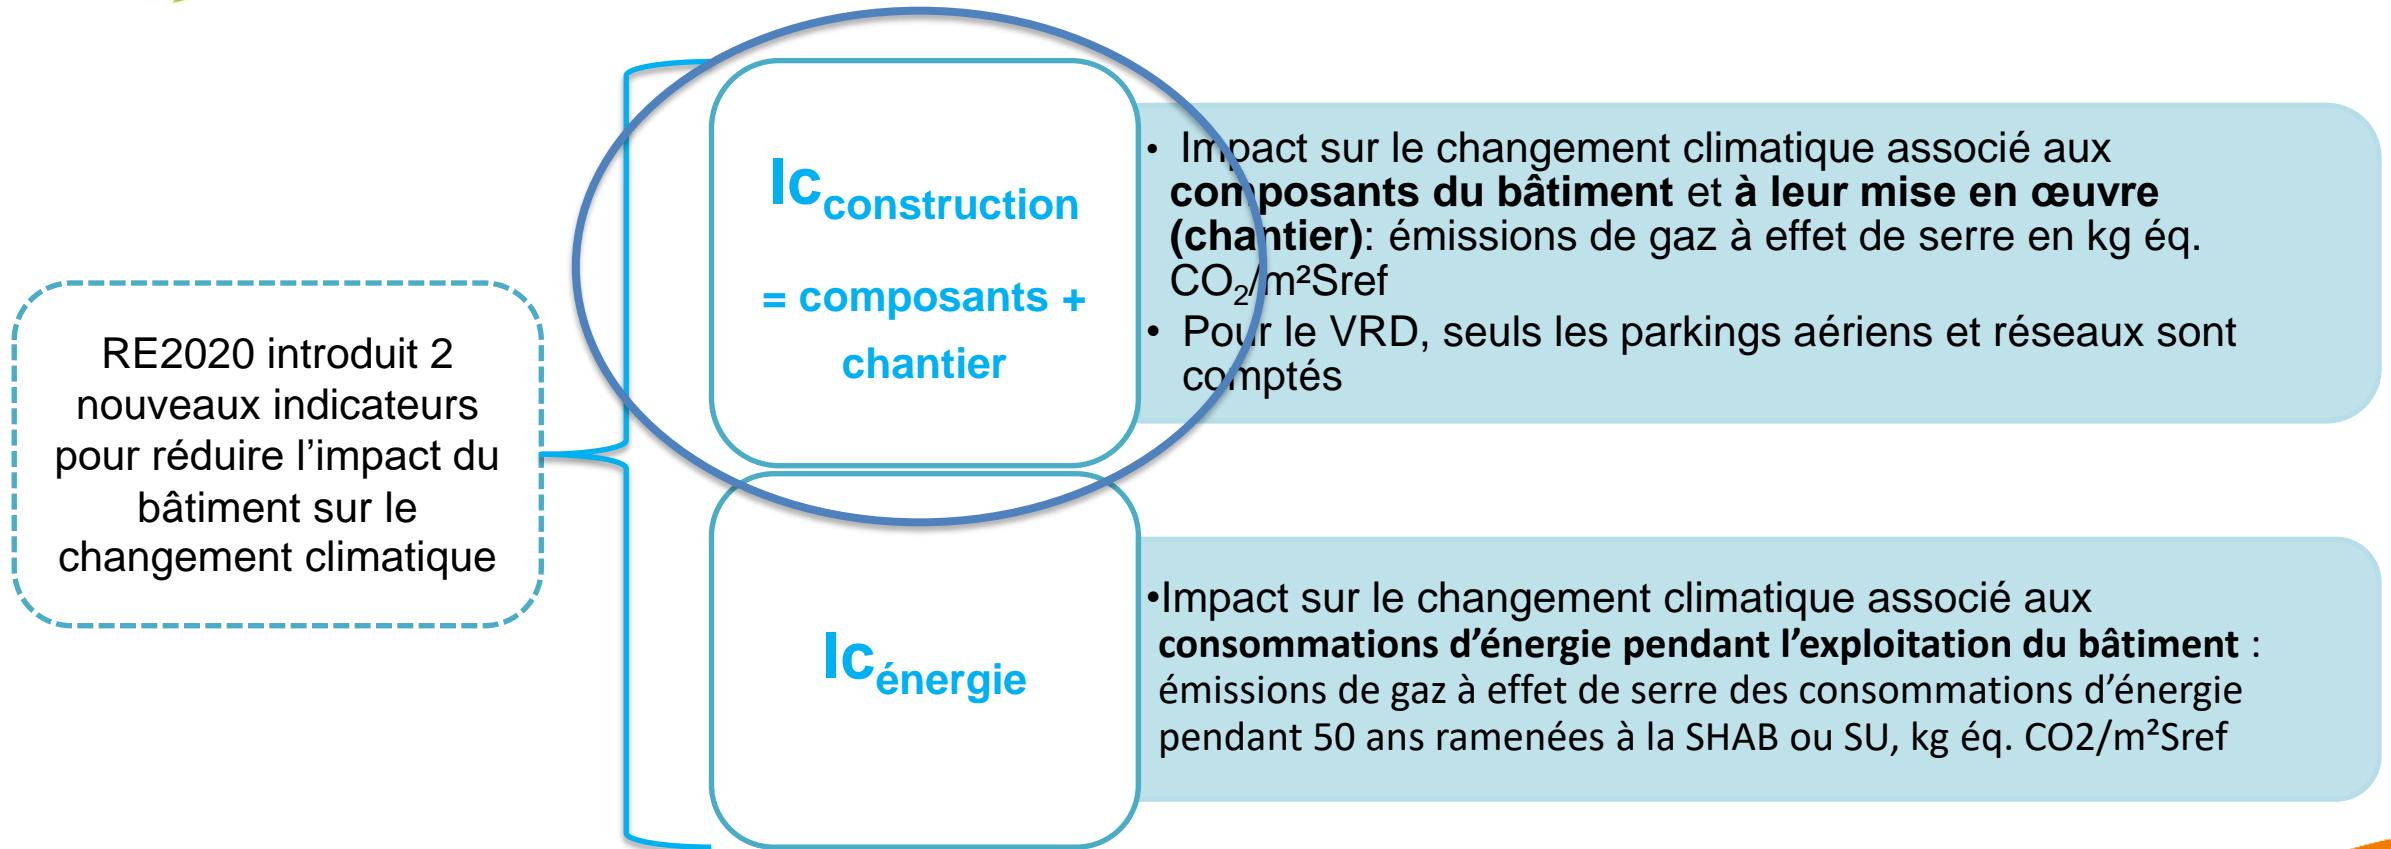 RE2020 introduit 2
nouveaux indicateurs
pour réduire l’impact du
bâtiment sur le
changement climatique
Ic construction
= composants +
chantier
• Impact sur le changement climatique associé aux
composants du bâtiment et à leur mise en œuvre
(chantier): émissions de gaz à effet de serre en kg éq.
CO₂/m²Sref
• Pour le VRD, seuls les parkings aériens et réseaux sont
comptés
Ic énergie
•Impact sur le changement climatique associé aux
consommations d’énergie pendant l’exploitation du bâtiment :
émissions de gaz à effet de serre des consommations d’énergie
pendant 50 ans ramenées à la SHAB ou SU, kg éq. CO2/m²Sref